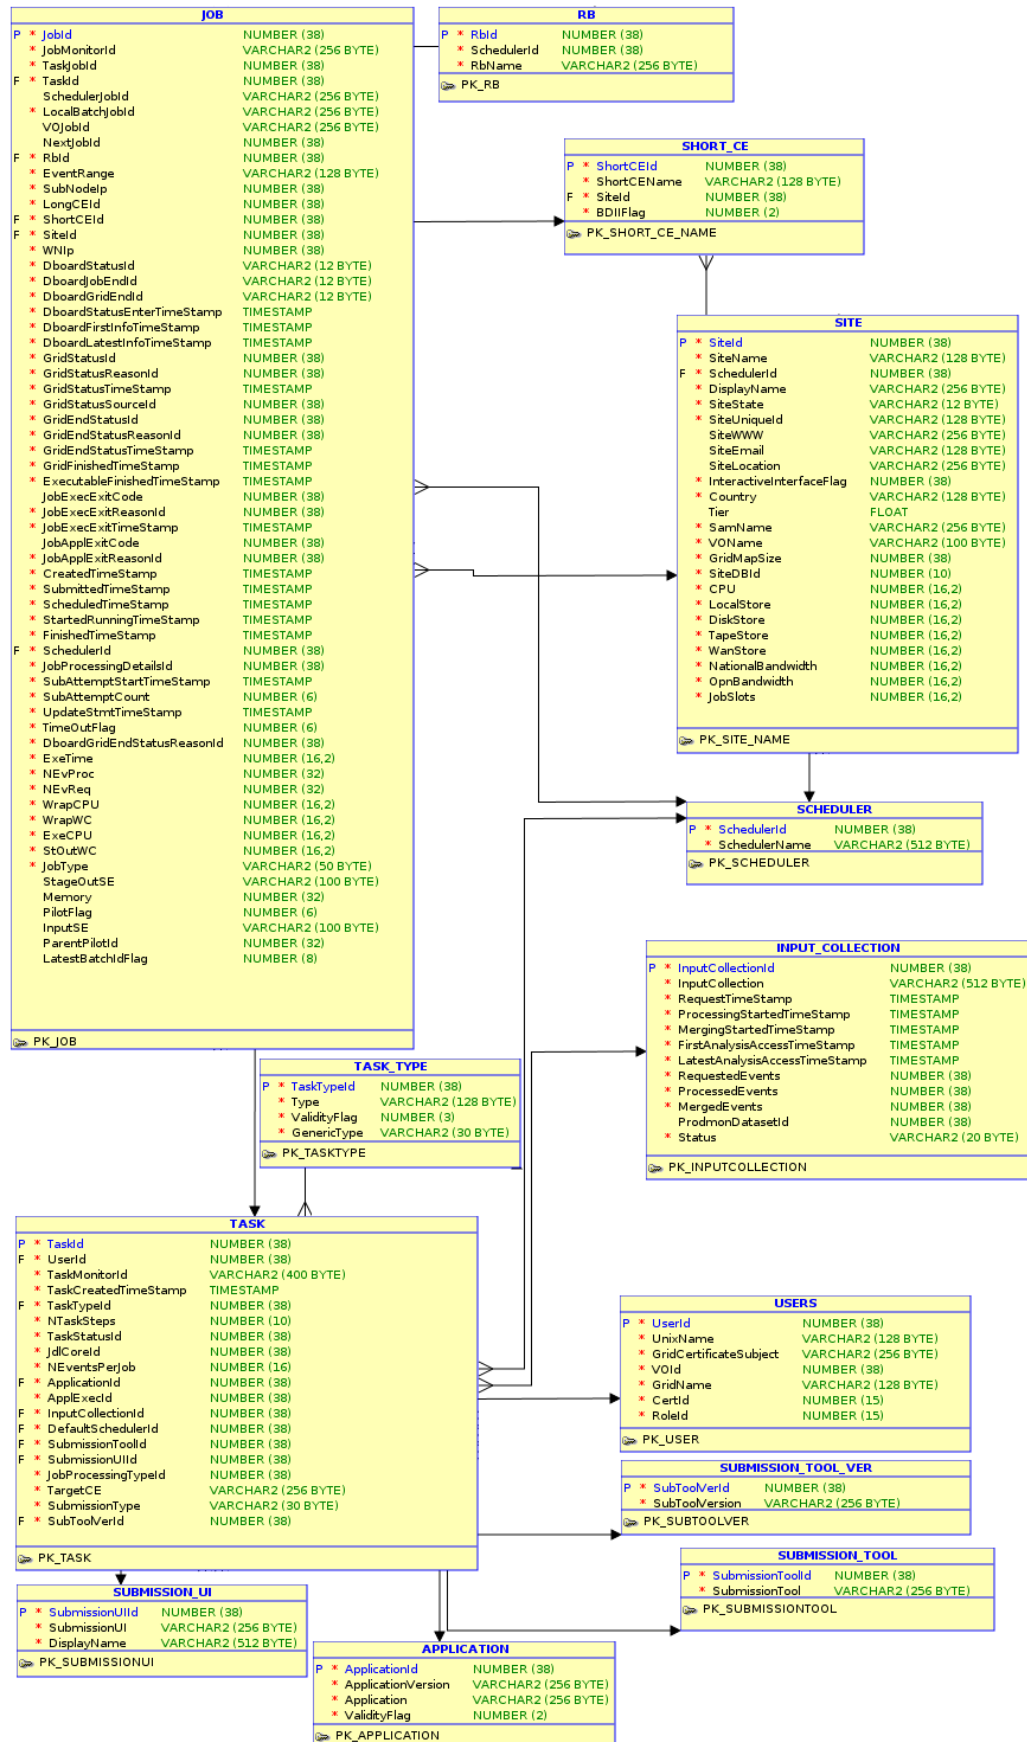 JOB
P * JobId NUMBER (38)
* JobMonitorId VARCHAR2 (256 BYTE)
* TaskJobId NUMBER (38)
F * TaskId NUMBER (38)
SchedulerJobId VARCHAR2 (256 BYTE)
* LocalBatchJobId VARCHAR2 (256 BYTE)
VOJobId VARCHAR2 (256 BYTE)
NextJobId NUMBER (38)
F * RbId NUMBER (38)
* EventRange VARCHAR2 (128 BYTE)
* SubNodeIp NUMBER (38)
* LongCEId NUMBER (38)
F * ShortCEId NUMBER (38)
F * SiteId NUMBER (38)
* WNIp NUMBER (38)
* DboardStatusId VARCHAR2 (12 BYTE)
* DboardJobEndId VARCHAR2 (12 BYTE)
* DboardGridEndId VARCHAR2 (12 BYTE)
* DboardStatusEnterTimeStamp TIMESTAMP
* DboardFirstInfoTimeStamp TIMESTAMP
* DboardLatestInfoTimeStamp TIMESTAMP
* GridStatusId NUMBER (38)
* GridStatusReasonId NUMBER (38)
* GridStatusTimeStamp TIMESTAMP
* GridStatusSourceId NUMBER (38)
* GridEndStatusId NUMBER (38)
* GridEndStatusReasonId NUMBER (38)
* GridEndStatusTimeStamp TIMESTAMP
* GridFinishedTimeStamp TIMESTAMP
* ExecutableFinishedTimeStamp TIMESTAMP
JobExecExitCode NUMBER (38)
* JobExecExitReasonId NUMBER (38)
* JobExecExitTimeStamp TIMESTAMP
JobApplExitCode NUMBER (38)
* JobApplExitReasonId NUMBER (38)
* CreatedTimeStamp TIMESTAMP
* SubmittedTimeStamp TIMESTAMP
* ScheduledTimeStamp TIMESTAMP
* StartedRunningTimeStamp TIMESTAMP
* FinishedTimeStamp TIMESTAMP
F * SchedulerId NUMBER (38)
* JobProcessingDetailsId NUMBER (38)
* SubAttemptStartTimeStamp TIMESTAMP
* SubAttemptCount NUMBER (6)
* UpdateStmtTimeStamp TIMESTAMP
* TimeOutFlag NUMBER (6)
* DboardGridEndStatusReasonId NUMBER (38)
* ExeTime NUMBER (16,2)
* NEvProc NUMBER (32)
* NEvReq NUMBER (32)
* WrapCPU NUMBER (16,2)
* WrapWC NUMBER (16,2)
* ExeCPU NUMBER (16,2)
* StOutWC NUMBER (16,2)
* JobType VARCHAR2 (50 BYTE)
StageOutSE VARCHAR2 (100 BYTE)
Memory NUMBER (32)
PilotFlag NUMBER (6)
InputSE VARCHAR2 (100 BYTE)
ParentPilotId NUMBER (32)
LatestBatchIdFlag NUMBER (8)
PK_JOB
RB
P * RbId NUMBER (38)
* SchedulerId NUMBER (38)
* RbName VARCHAR2 (256 BYTE)
PK_RB
SHORT_CE
P * ShortCEId NUMBER (38)
* ShortCEName VARCHAR2 (128 BYTE)
F * SiteId NUMBER (38)
* BDIIFlag NUMBER (2)
PK_SHORT_CE_NAME
SITE
P * SiteId NUMBER (38)
* SiteName VARCHAR2 (128 BYTE)
F * SchedulerId NUMBER (38)
* DisplayName VARCHAR2 (256 BYTE)
* SiteState VARCHAR2 (12 BYTE)
* SiteUniqueId VARCHAR2 (128 BYTE)
SiteWWW VARCHAR2 (256 BYTE)
SiteEmail VARCHAR2 (128 BYTE)
SiteLocation VARCHAR2 (256 BYTE)
* InteractiveInterfaceFlag NUMBER (38)
* Country VARCHAR2 (128 BYTE)
Tier FLOAT
* SamName VARCHAR2 (256 BYTE)
* VOName VARCHAR2 (100 BYTE)
* GridMapSize NUMBER (38)
* SiteDBId NUMBER (10)
* CPU NUMBER (16,2)
* LocalStore NUMBER (16,2)
* DiskStore NUMBER (16,2)
* TapeStore NUMBER (16,2)
* WanStore NUMBER (16,2)
* NationalBandwidth NUMBER (16,2)
* OpnBandwidth NUMBER (16,2)
* JobSlots NUMBER (16,2)
PK_SITE_NAME
SCHEDULER
P * SchedulerId NUMBER (38)
* SchedulerName VARCHAR2 (512 BYTE)
PK_SCHEDULER
INPUT_COLLECTION
P * InputCollectionId NUMBER (38)
* InputCollection VARCHAR2 (512 BYTE)
* RequestTimeStamp TIMESTAMP
* ProcessingStartedTimeStamp TIMESTAMP
* MergingStartedTimeStamp TIMESTAMP
* FirstAnalysisAccessTimeStamp TIMESTAMP
* LatestAnalysisAccessTimeStamp TIMESTAMP
* RequestedEvents NUMBER (38)
* ProcessedEvents NUMBER (38)
* MergedEvents NUMBER (38)
ProdmonDatasetId NUMBER (38)
* Status VARCHAR2 (20 BYTE)
PK_INPUTCOLLECTION
TASK_TYPE
P * TaskTypeId NUMBER (38)
* Type VARCHAR2 (128 BYTE)
* ValidityFlag NUMBER (3)
* GenericType VARCHAR2 (30 BYTE)
PK_TASKTYPE
TASK
P * TaskId NUMBER (38)
F * UserId NUMBER (38)
* TaskMonitorId VARCHAR2 (400 BYTE)
* TaskCreatedTimeStamp TIMESTAMP
F * TaskTypeId NUMBER (38)
* NTaskSteps NUMBER (10)
* TaskStatusId NUMBER (38)
* JdlCoreId NUMBER (38)
* NEventsPerJob NUMBER (16)
F * ApplicationId NUMBER (38)
* ApplExecId NUMBER (38)
F * InputCollectionId NUMBER (38)
F * DefaultSchedulerId NUMBER (38)
F * SubmissionToolId NUMBER (38)
F * SubmissionUIId NUMBER (38)
* JobProcessingTypeId NUMBER (38)
* TargetCE VARCHAR2 (256 BYTE)
* SubmissionType VARCHAR2 (30 BYTE)
F * SubToolVerId NUMBER (38)
PK_TASK
USERS
P * UserId NUMBER (38)
* UnixName VARCHAR2 (128 BYTE)
* GridCertificateSubject VARCHAR2 (256 BYTE)
* VOId NUMBER (38)
* GridName VARCHAR2 (128 BYTE)
* CertId NUMBER (15)
* RoleId NUMBER (15)
PK_USER
SUBMISSION_TOOL_VER
P * SubToolVerId NUMBER (38)
* SubToolVersion VARCHAR2 (256 BYTE)
PK_SUBTOOLVER
SUBMISSION_TOOL
P * SubmissionToolId NUMBER (38)
* SubmissionTool VARCHAR2 (256 BYTE)
PK_SUBMISSIONTOOL
SUBMISSION_UI
P * SubmissionUIId NUMBER (38)
* SubmissionUI VARCHAR2 (256 BYTE)
* DisplayName VARCHAR2 (512 BYTE)
PK_SUBMISSIONUI
APPLICATION
P * ApplicationId NUMBER (38)
* ApplicationVersion VARCHAR2 (256 BYTE)
* Application VARCHAR2 (256 BYTE)
* ValidityFlag NUMBER (2)
PK_APPLICATION